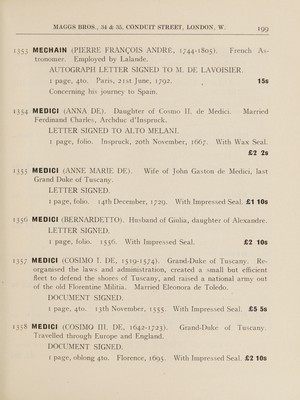 MAGGS BROS., 34 & 35, CONDUIT STREET, LONDON, W. 199
1353 MECHAIN (PIERRE FRANÇOIS ANDRE, 1744-1805). French As-
tronomer. Employed by Lalande.
AUTOGRAPH LETTER SIGNED TO M. DE LAVOISIER.
1 page, 4to. Paris, 21st June, 1792. 15s
Concerning his journey to Spain.
1354 MEDICI (ANNA DE). Daughter of Cosmo II. de Medici. Married
Ferdinand Charles, Archduc d'Inspruck.
LETTER SIGNED TO ALTO MELANI.
1 page, folio. Inspruck, 20th November, 1667. With Wax Seal.
£2 2s
1355 MEDICI (ANNE MARIE DE). Wife of John Gaston de Medici, last
Grand Duke of Tuscany.
LETTER SIGNED.
1 page, folio. 14th December, 1729. With Impressed Seal. £1 10s
1356 MEDICI (BERNARDETTO). Husband of Giulia, daughter of Alexandre.
LETTER SIGNED.
1 page, folio. 1556. With Impressed Seal. £2 10s
1357 MEDICI (COSIMO I. DE, 1519-1574). Grand-Duke of Tuscany. Re-
organised the laws and administration, created a small but efficient
fleet to defend the shores of Tuscany, and raised a national army out
of the old Florentine Militia. Married Eleonora de Toledo.
DOCUMENT SIGNED.
1 page, 4to. 13th November, 1555. With Impressed Seal. £5 5s
1358 MEDICI (COSIMO III. DE, 1642-1723). Grand-Duke of Tuscany.
Travelled through Europe and England.
DOCUMENT SIGNED.
1 page, oblong 4to. Florence, 1695. With Impressed Seal. £2 10s